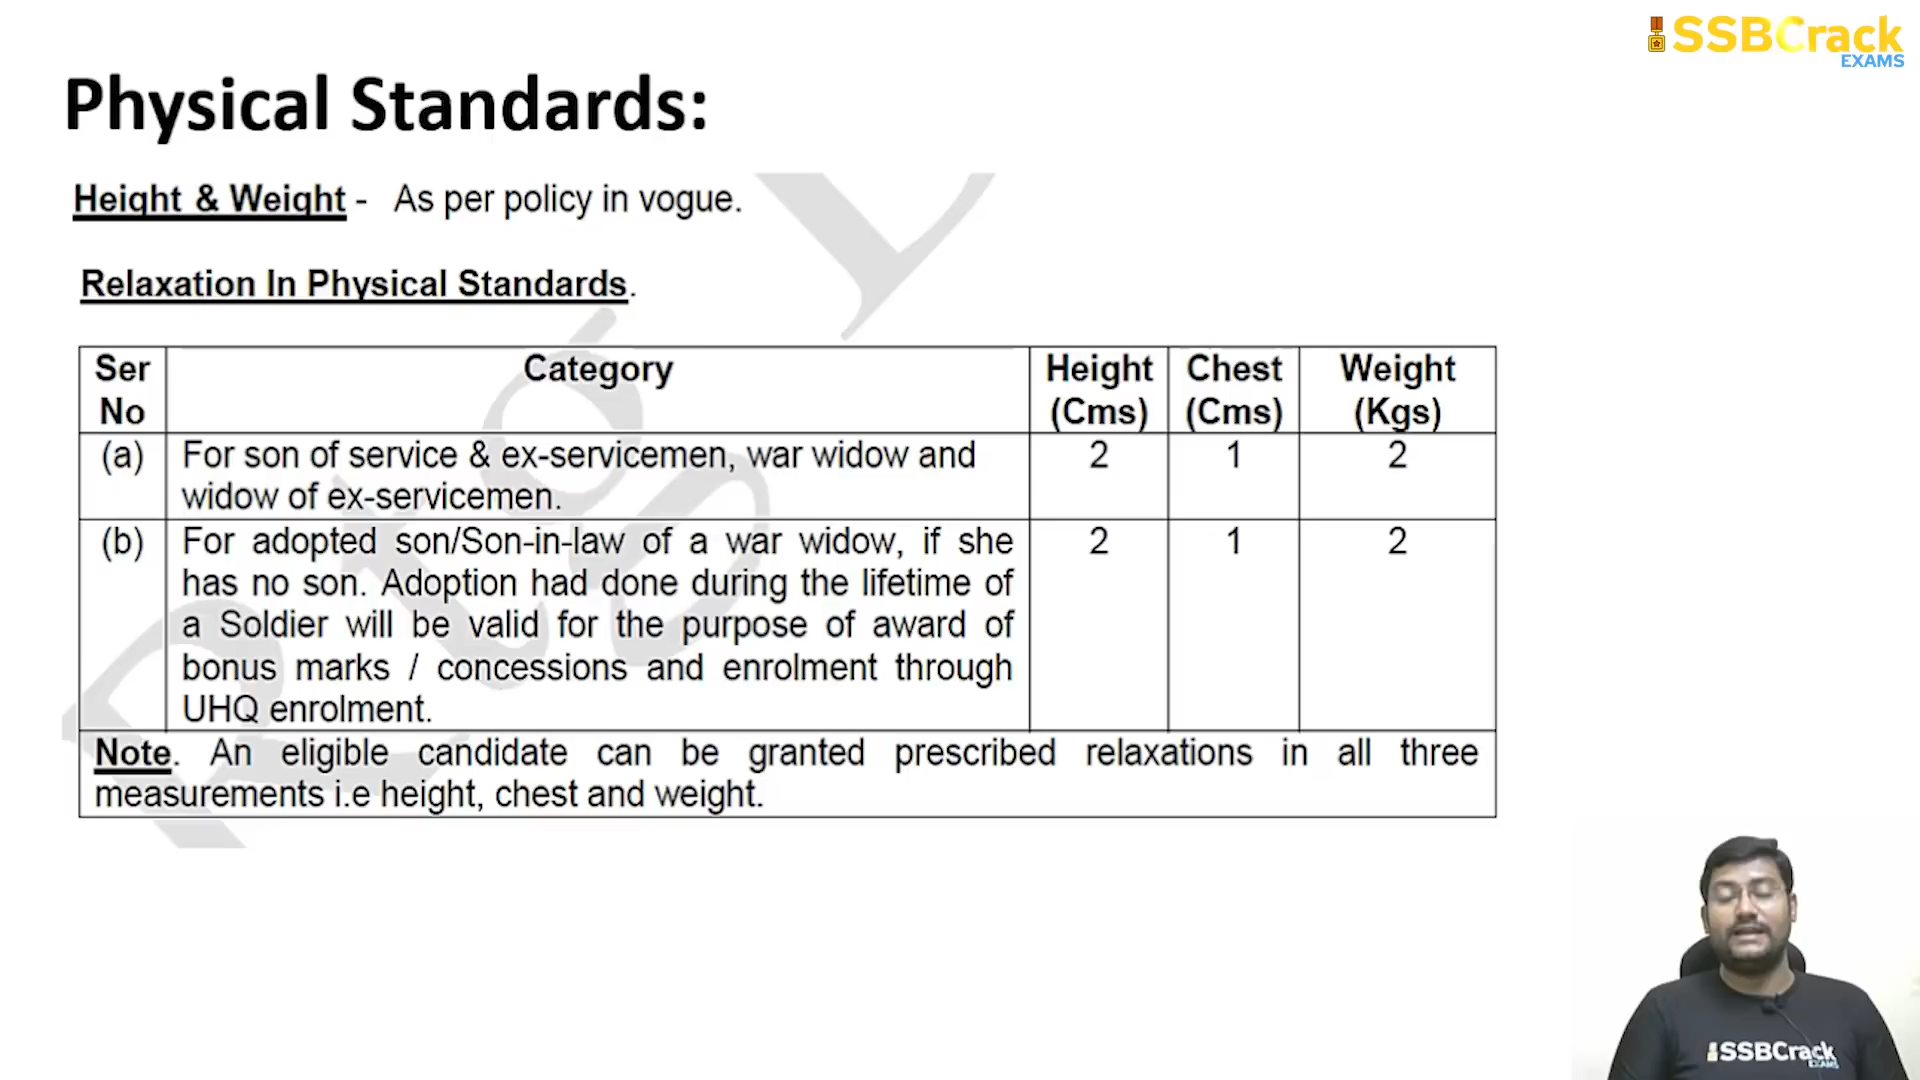 SSBCrack
EXAMS
Physical Standards:
Height & Weight - As per policy in vogue.
Relaxation In Physical Standards.
Ser No Category Height (Cms) Chest (Cms) Weight (Kgs)
(a) For son of service & ex-servicemen, war widow and 2 1 2
widow of ex-servicemen.
(b) For adopted son/Son-in-law of a war widow, if she 2 1 2
has no son. Adoption had done during the lifetime of
a Soldier will be valid for the purpose of award of
bonus marks / concessions and enrolment through
UHQ enrolment.
Note. An eligible candidate can be granted prescribed relaxations in all three
measurements i.e height, chest and weight.
SSBCrack
EXAMS